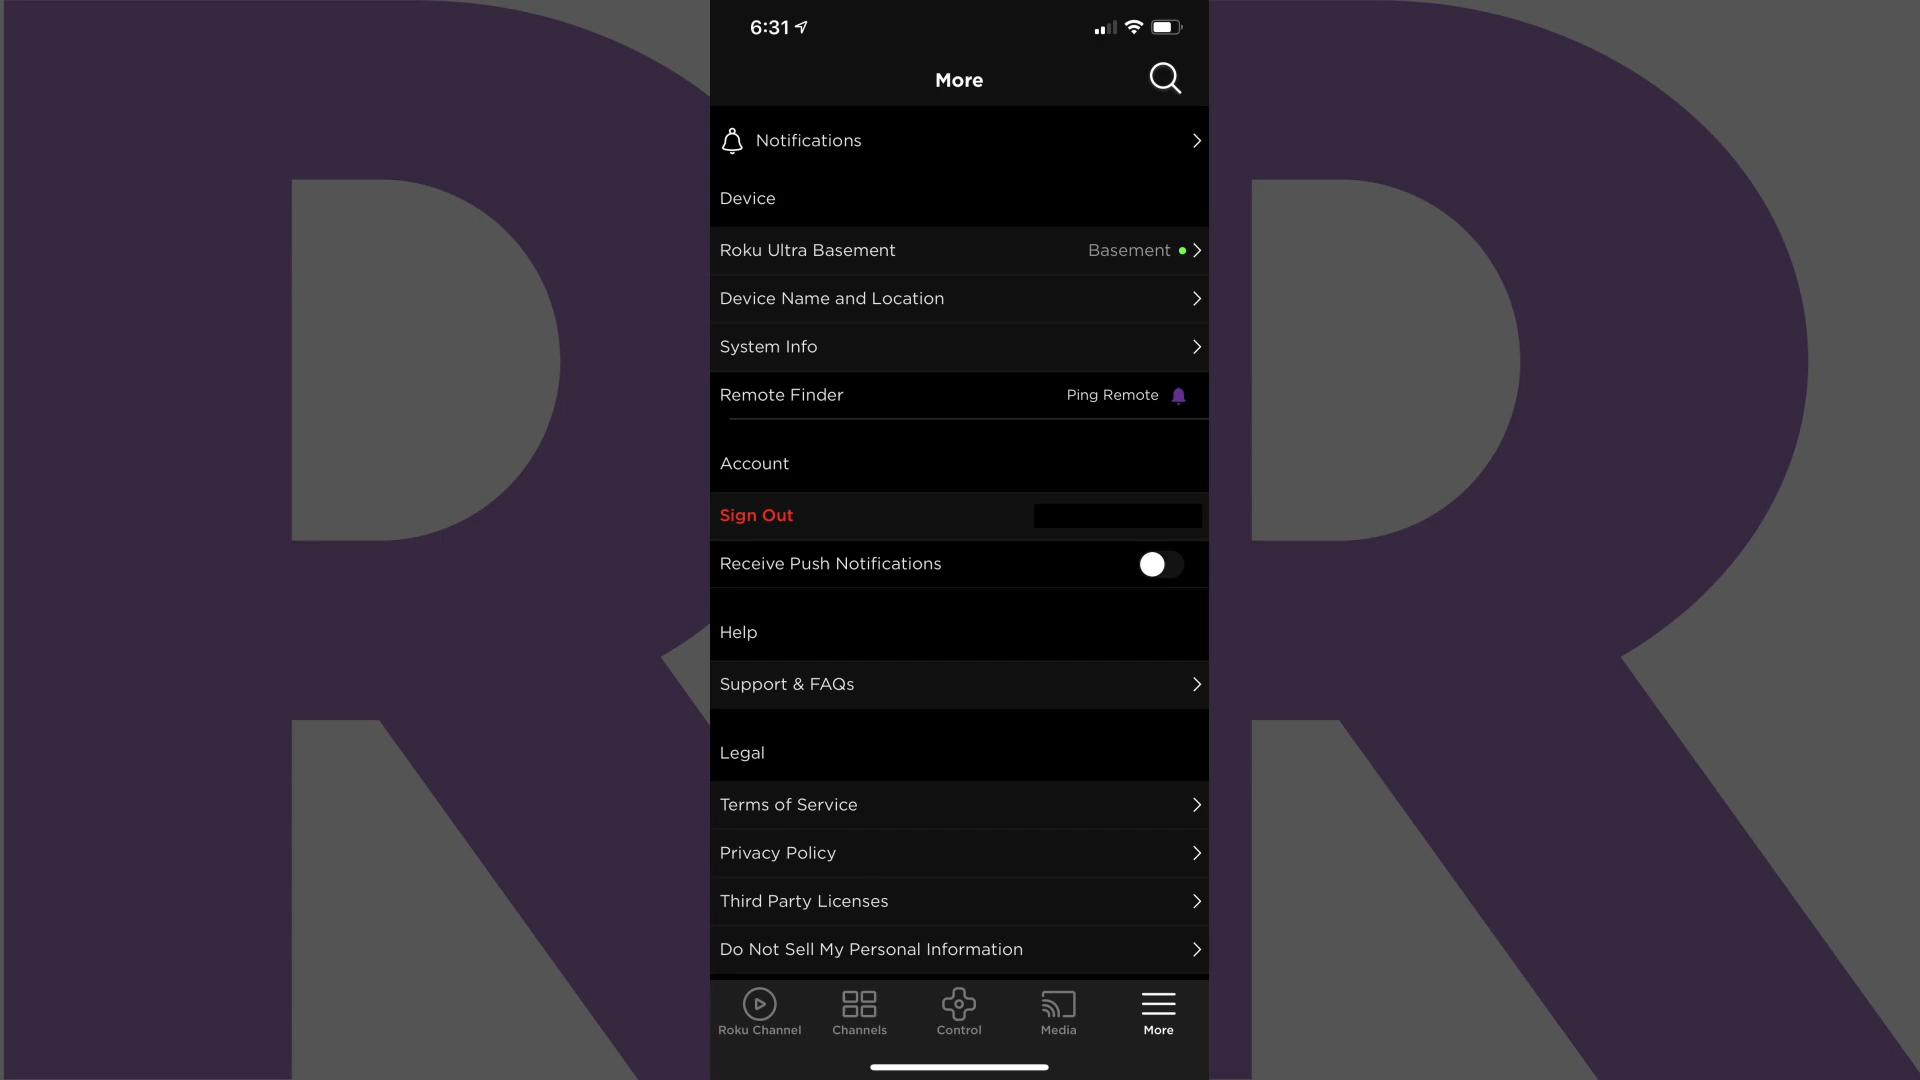 6:31
More
Notifications
Device
Roku Ultra Basement Basement
Device Name and Location
System Info
Remote Finder Ping Remote
Account
Sign Out
Receive Push Notifications
Help
Support & FAQs
Legal
Terms of Service
Privacy Policy
Third Party Licenses
Do Not Sell My Personal Information
Roku Channel Channels Control Media More